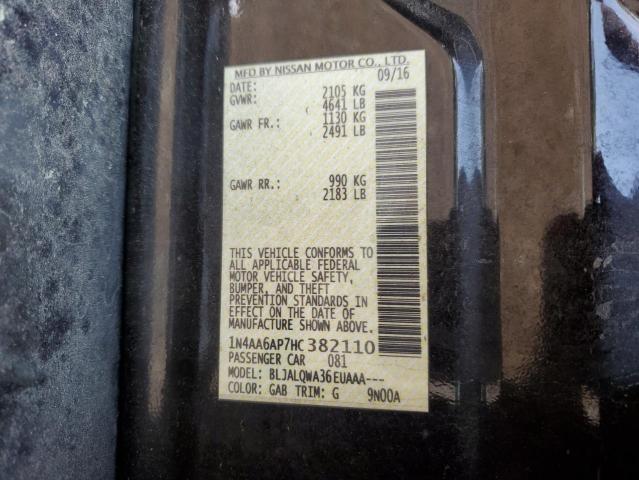 MFD BY NISSAN MOTOR CO., LTD.
DATE: 09/16
GVWR: 2105 KG
4641 LB
GAWR FR.: 1130 KG
2491 LB
GAWR RR.: 990 KG
2183 LB
THIS VEHICLE CONFORMS TO
ALL APPLICABLE FEDERAL
MOTOR VEHICLE SAFETY,
BUMPER, AND THEFT
PREVENTION STANDARDS IN
EFFECT ON THE DATE OF
MANUFACTURE SHOWN ABOVE.
1N4AA6AP7HC382110
PASSENGER CAR 081
MODEL: BLJALQWA36EUAAA---
COLOR: GAB TRIM: G 9N00A